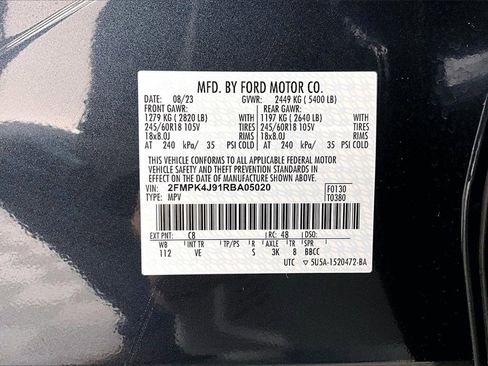 MFD. BY FORD MOTOR CO.
DATE: 08/23 GVWR: 2449 KG ( 5400 LB)
FRONT GAWR: REAR GAWR:
1279 KG ( 2820 LB) WITH 1197 KG ( 2640 LB) WITH
245/60R18 105V TIRES 245/60R18 105V TIRES
18x8.0J RIMS 18x8.0J RIMS
AT 240 kPa/ 35 PSI COLD AT 240 kPa/ 35 PSI COLD
THIS VEHICLE CONFORMS TO ALL APPLICABLE FEDERAL MOTOR
VEHICLE SAFETY AND THEFT PREVENTION STANDARDS IN
EFFECT ON THE DATE OF MANUFACTURE SHOWN ABOVE.
VIN: 2FMPK4J91RBA05020 F0130
TYPE: MPV T0380
EXT PNT: C8 RC: 48 DSO:
WB INT TR TP/PS R AXLE TR SPR
112 VE S 3K 8 BBCC
UTC 5U5A-1520472-BA